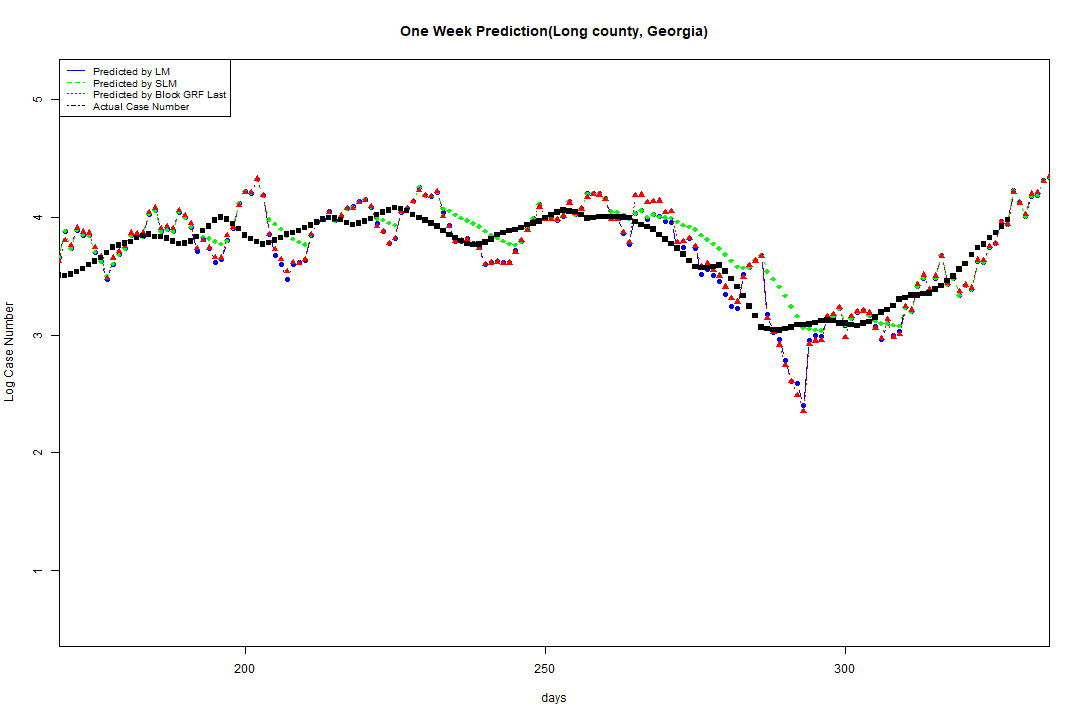 One Week Prediction(Long county, Georgia)
Predicted by LM
Predicted by SLM
Predicted by Block GRF Last
Actual Case Number
5
4
3
2
1
Log Case Number
200
250
300
days